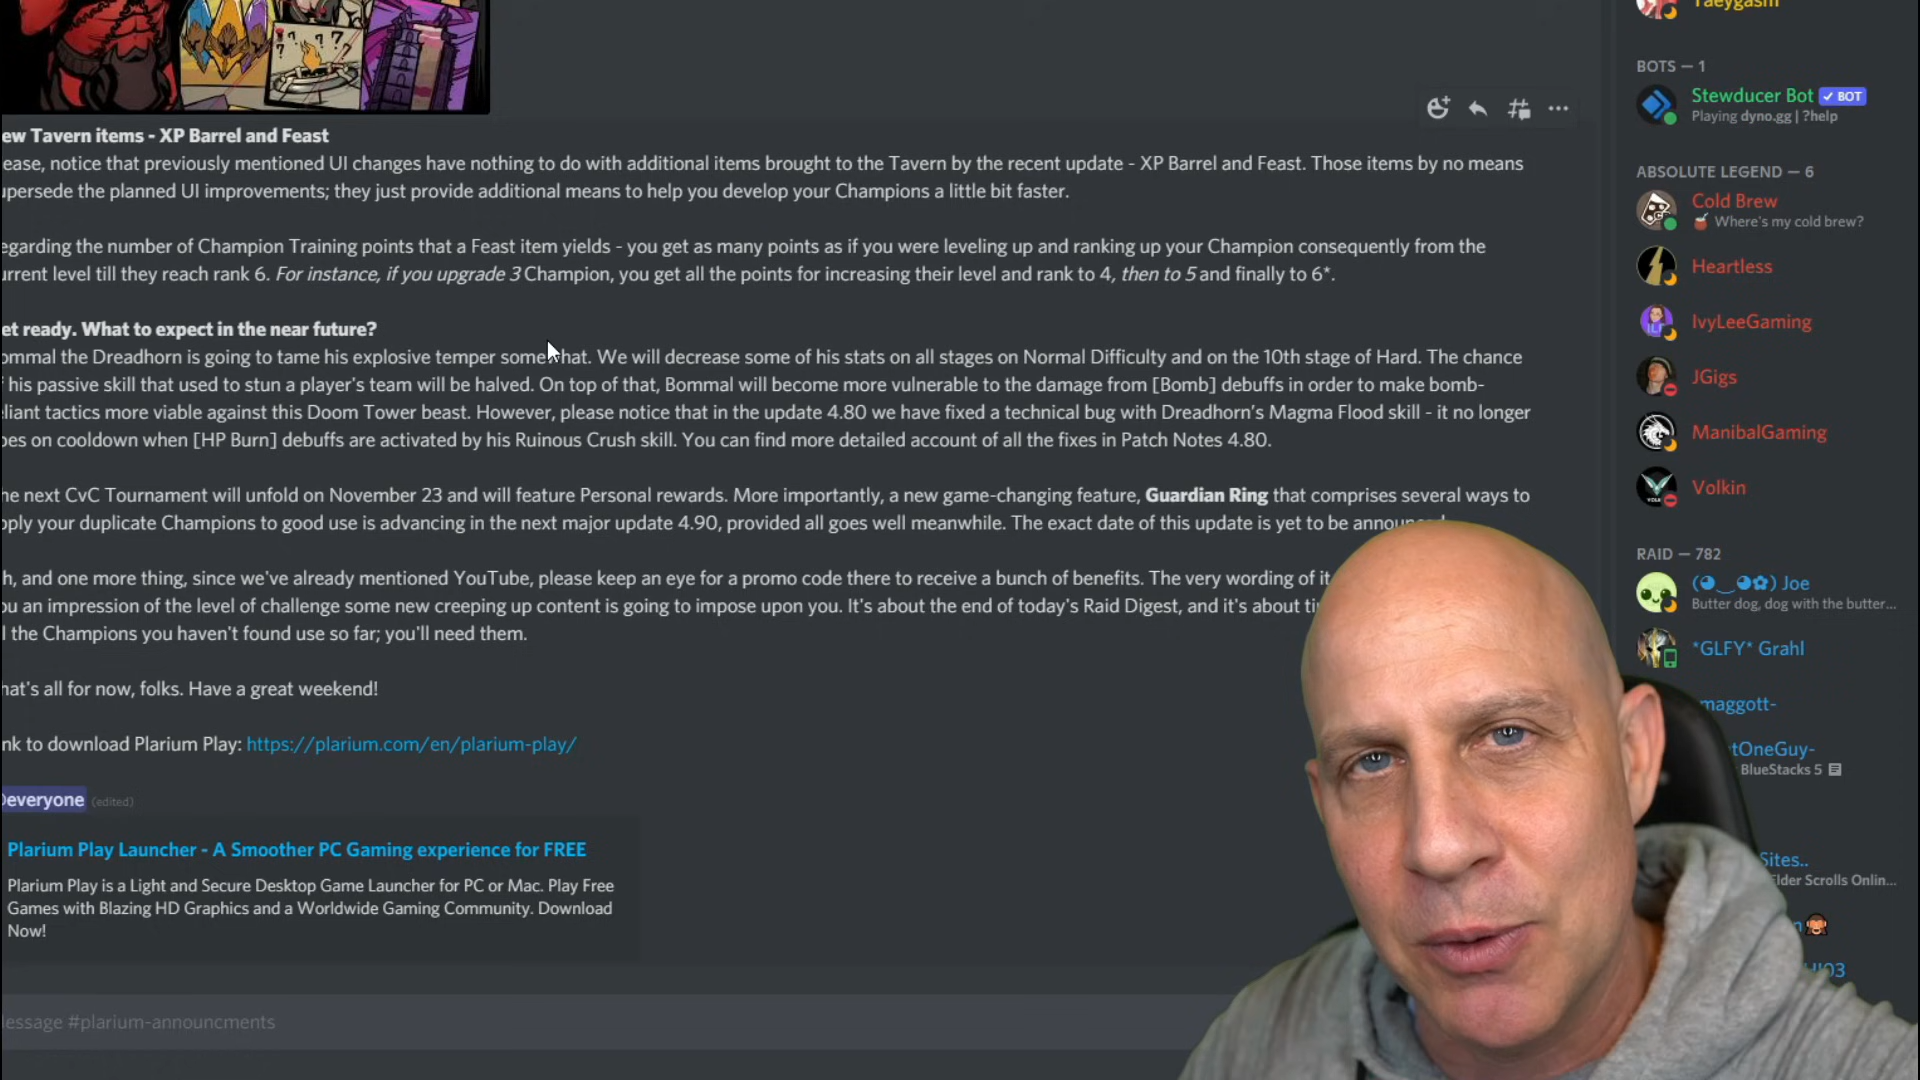 ew Tavern items - XP Barrel and Feast
ease, notice that previously mentioned UI changes have nothing to do with additional items brought to the Tavern by the recent update - XP Barrel and Feast. Those items by no means
upersede the planned UI improvements; they just provide additional means to help you develop your Champions a little bit faster.
egarding the number of Champion Training points that a Feast item yields - you get as many points as if you were leveling up and ranking up your Champion consequently from the
urrent level till they reach rank 6. For instance, if you upgrade 3 Champion, you get all the points for increasing their level and rank to 4, then to 5 and finally to 6*.
et ready. What to expect in the near future?
ommal the Dreadhorn is going to tame his explosive temper somewhat. We will decrease some of his stats on all stages on Normal Difficulty and on the 10th stage of Hard. The chance
f his passive skill that used to stun a player's team will be halved. On top of that, Bommal will become more vulnerable to the damage from [Bomb] debuffs in order to make bomb-
eliant tactics more viable against this Doom Tower beast. However, please notice that in the update 4.80 we have fixed a technical bug with Dreadhorn's Magma Flood skill - it no longer
oes on cooldown when [HP Burn] debuffs are activated by his Ruinous Crush skill. You can find more detailed account of all the fixes in Patch Notes 4.80.
he next CvC Tournament will unfold on November 23 and will feature Personal rewards. More importantly, a new game-changing feature, Guardian Ring that comprises several ways to
pply your duplicate Champions to good use is advancing in the next major update 4.90, provided all goes well meanwhile. The exact date of this update is yet to be announced
h, and one more thing, since we've already mentioned YouTube, please keep an eye for a promo code there to receive a bunch of benefits. The very wording of it
ou an impression of the level of challenge some new creeping up content is going to impose upon you. It's about the end of today's Raid Digest, and it's about
l the Champions you haven't found use so far; you'll need them.
hat's all for now, folks. Have a great weekend!
nk to download Plarium Play: https://plarium.com/en/plarium-play/
everyone (edited)
Plarium Play Launcher - A Smoother PC Gaming experience for FREE
Plarium Play is a Light and Secure Desktop Game Launcher for PC or Mac. Play Free
Games with Blazing HD Graphics and a Worldwide Gaming Community. Download
Now!
essage #plarium-announcments
Taeygasm
BOTS — 1
Stewducer Bot ✓ BOT
Playing dyno.gg | ?help
ABSOLUTE LEGEND — 6
Cold Brew
Where's my cold brew?
Heartless
IvyLeeGaming
JGigs
ManibalGaming
Volkin
RAID — 782
(◕‿◕✿) Joe
Butter dog, dog with the butter...
*GLFY* Grahl
maggott-
tOneGuy-
BlueStacks 5
Sites..
Elder Scrolls Onlin...